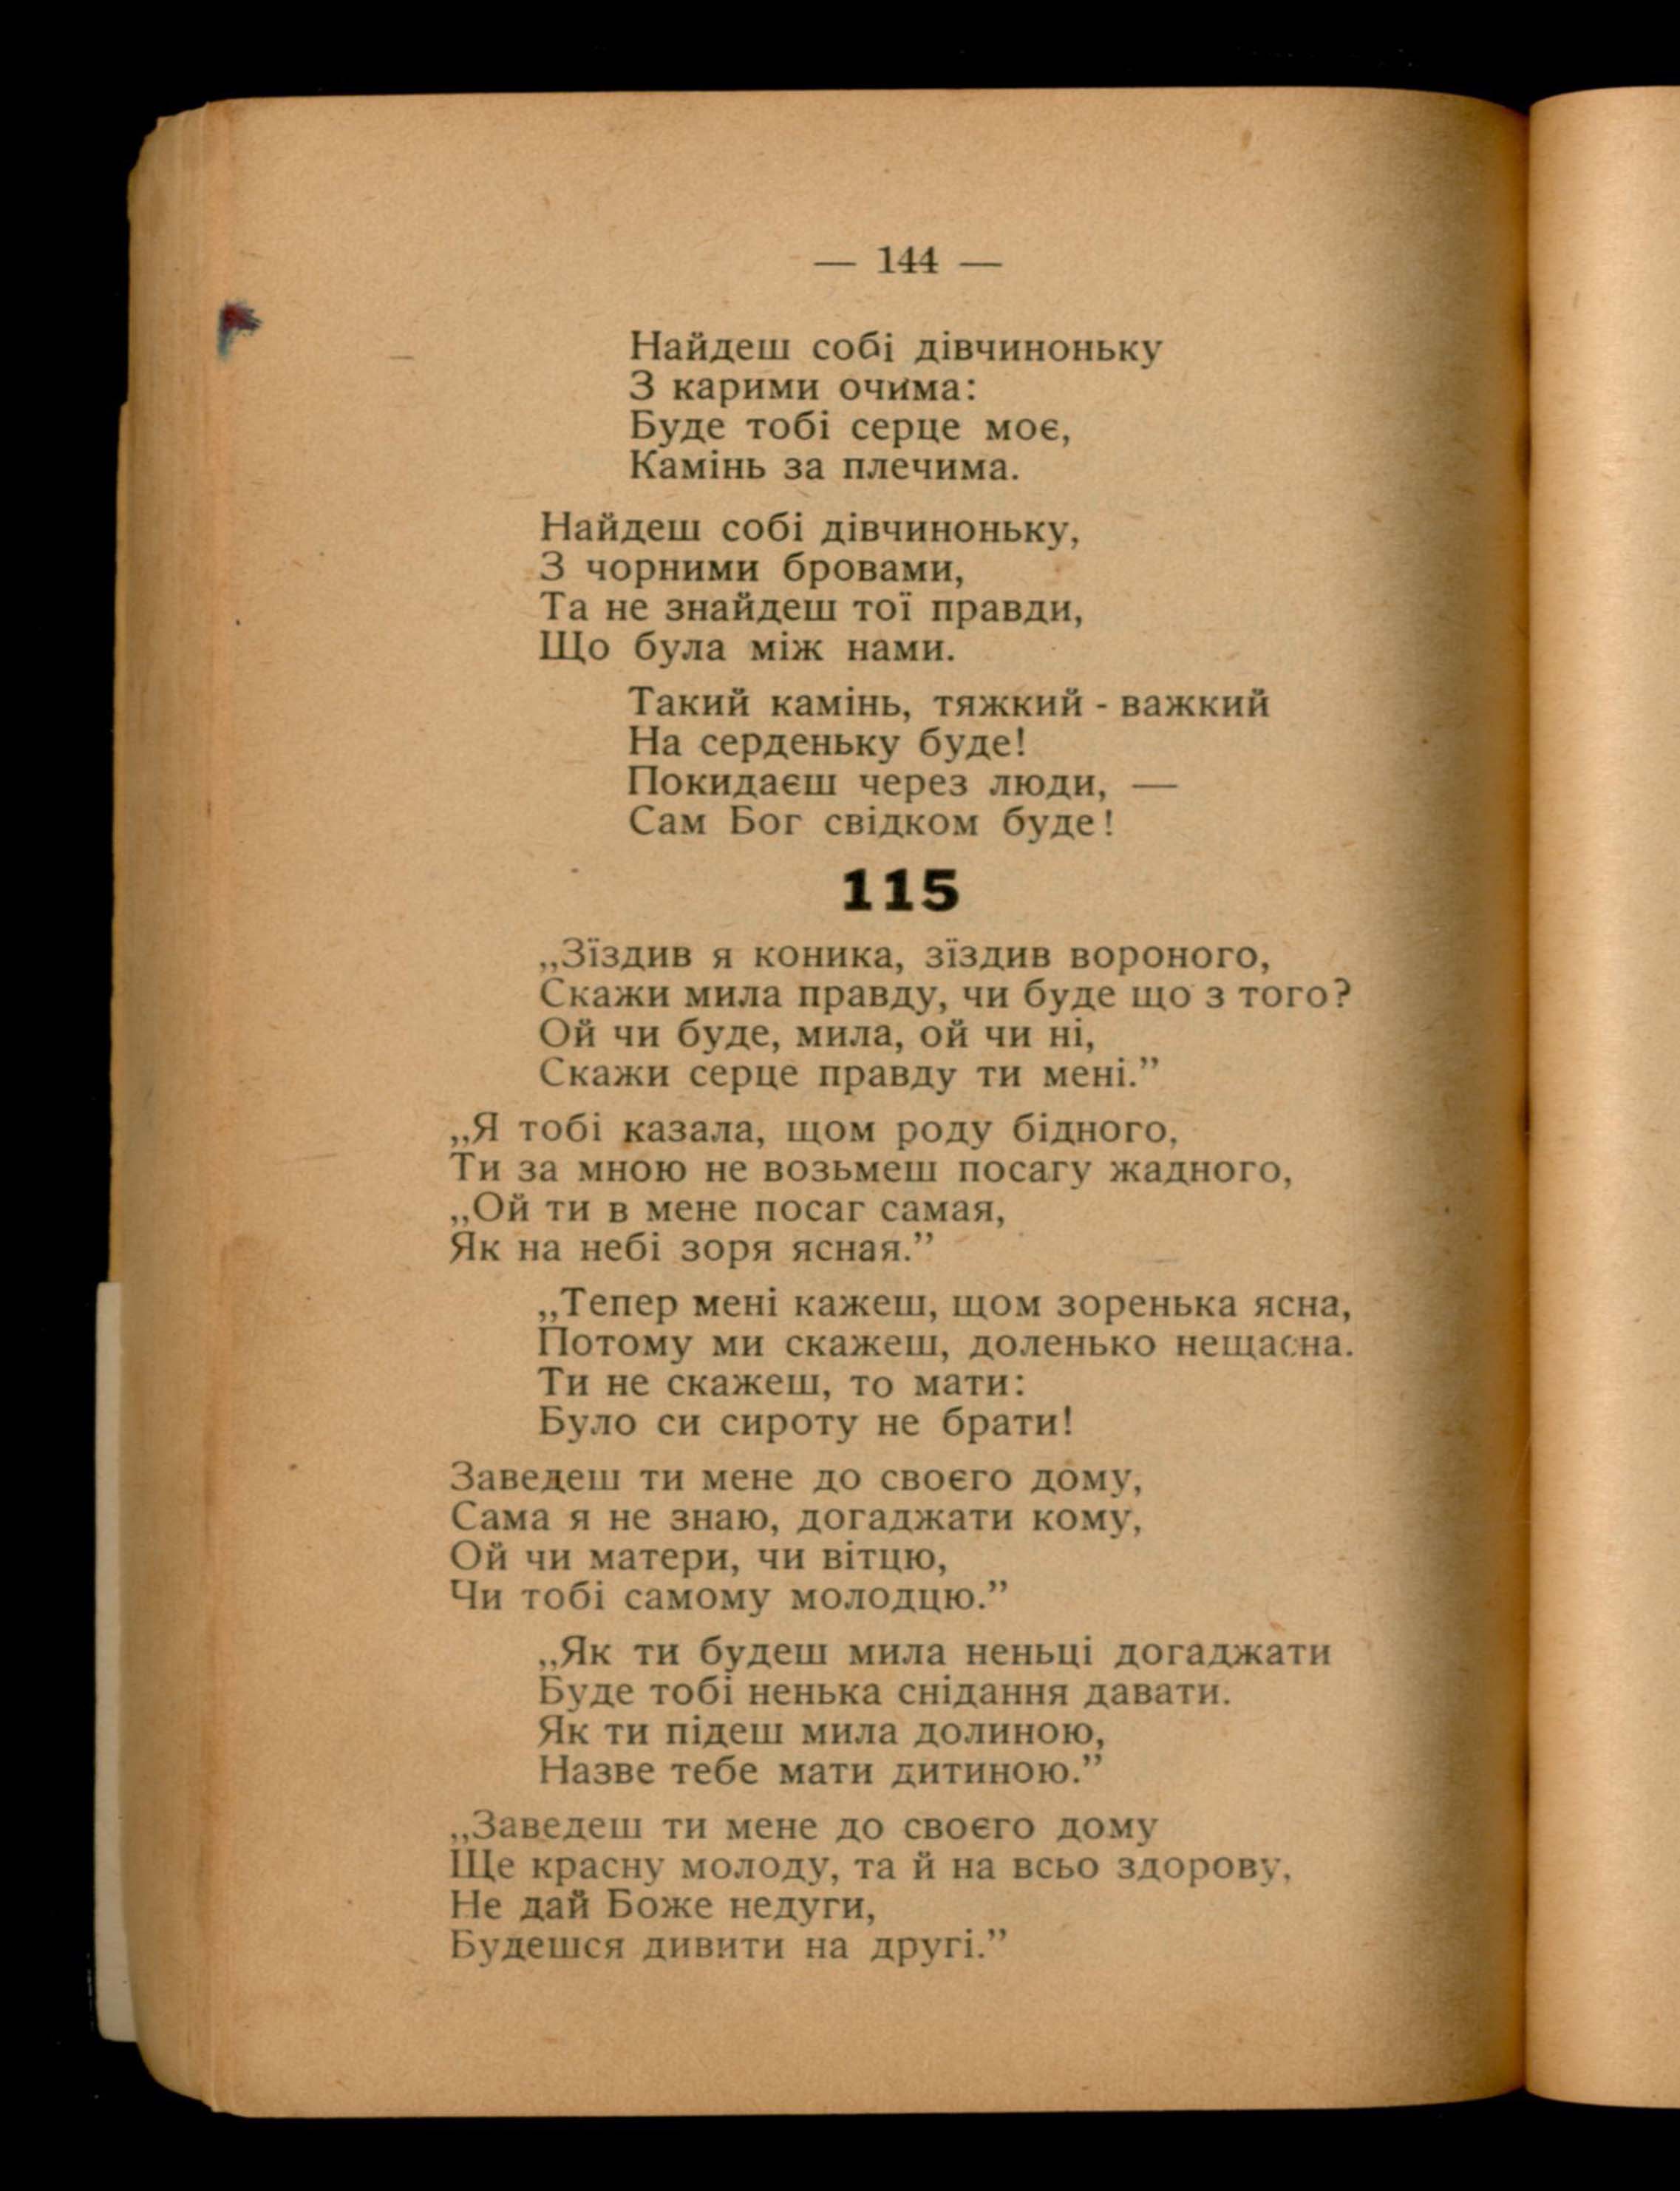 — 144 —
Найдеш собі дівчиноньку
З карими очима:
Буде тобі серце моє,
Камінь за плечима.
Найдеш собі дівчиноньку,
З чорними бровами,
Та не знайдеш тої правди,
Що була між нами.
Такий камінь, тяжкий - важкий
На серденьку буде!
Покидаєш через люди, —
Сам Бог свідком буде!
115
„Зїздив я коника, зїздив вороного,
Скажи мила правду, чи буде що з того?
Ой чи буде, мила, ой чи ні,
Скажи серце правду ти мені.”
„Я тобі казала, щом роду бідного,
Ти за мною не возьмеш посагу жадного,
„Ой ти в мене посаг самая,
Як на небі зоря ясная.”
„Тепер мені кажеш, щом зоренька ясна,
Потому ми скажеш, доленько нещасна.
Ти не скажеш, то мати:
Було си сироту не брати!
Заведеш ти мене до своєго дому,
Сама я не знаю, догаджати кому,
Ой чи матери, чи вітцю,
Чи тобі самому молодцю.”
„Як ти будеш мила неньці догаджати
Буде тобі ненька снідання давати.
Як ти підеш мила долиною,
Назве тебе мати дитиною.”
„Заведеш ти мене до своєго дому
Ще красну молоду, та й на всьо здорову,
Не дай Боже недуги,
Будешся дивити на другі.”